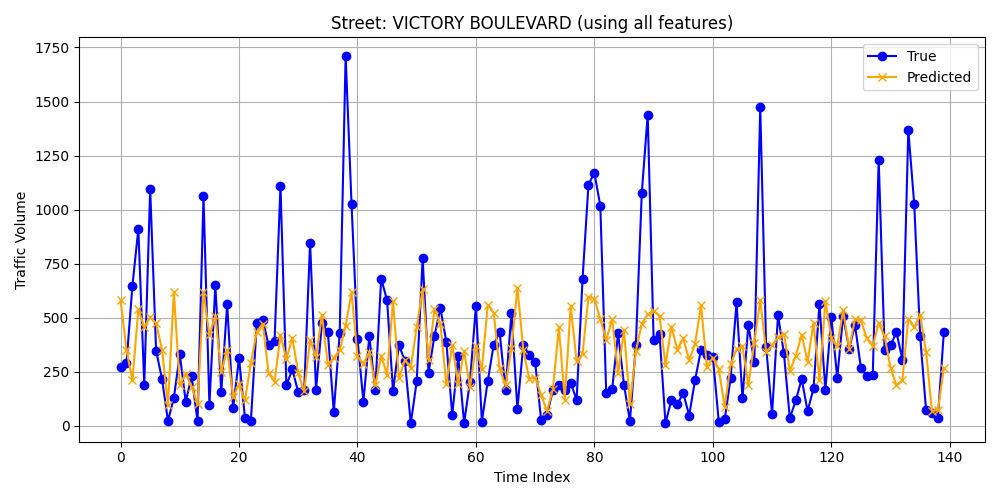 Street: VICTORY BOULEVARD (using all features)
True
Predicted
Traffic Volume
1750
1500
1250
1000
750
500
250
0
0 20 40 60 80 100 120 140
Time Index